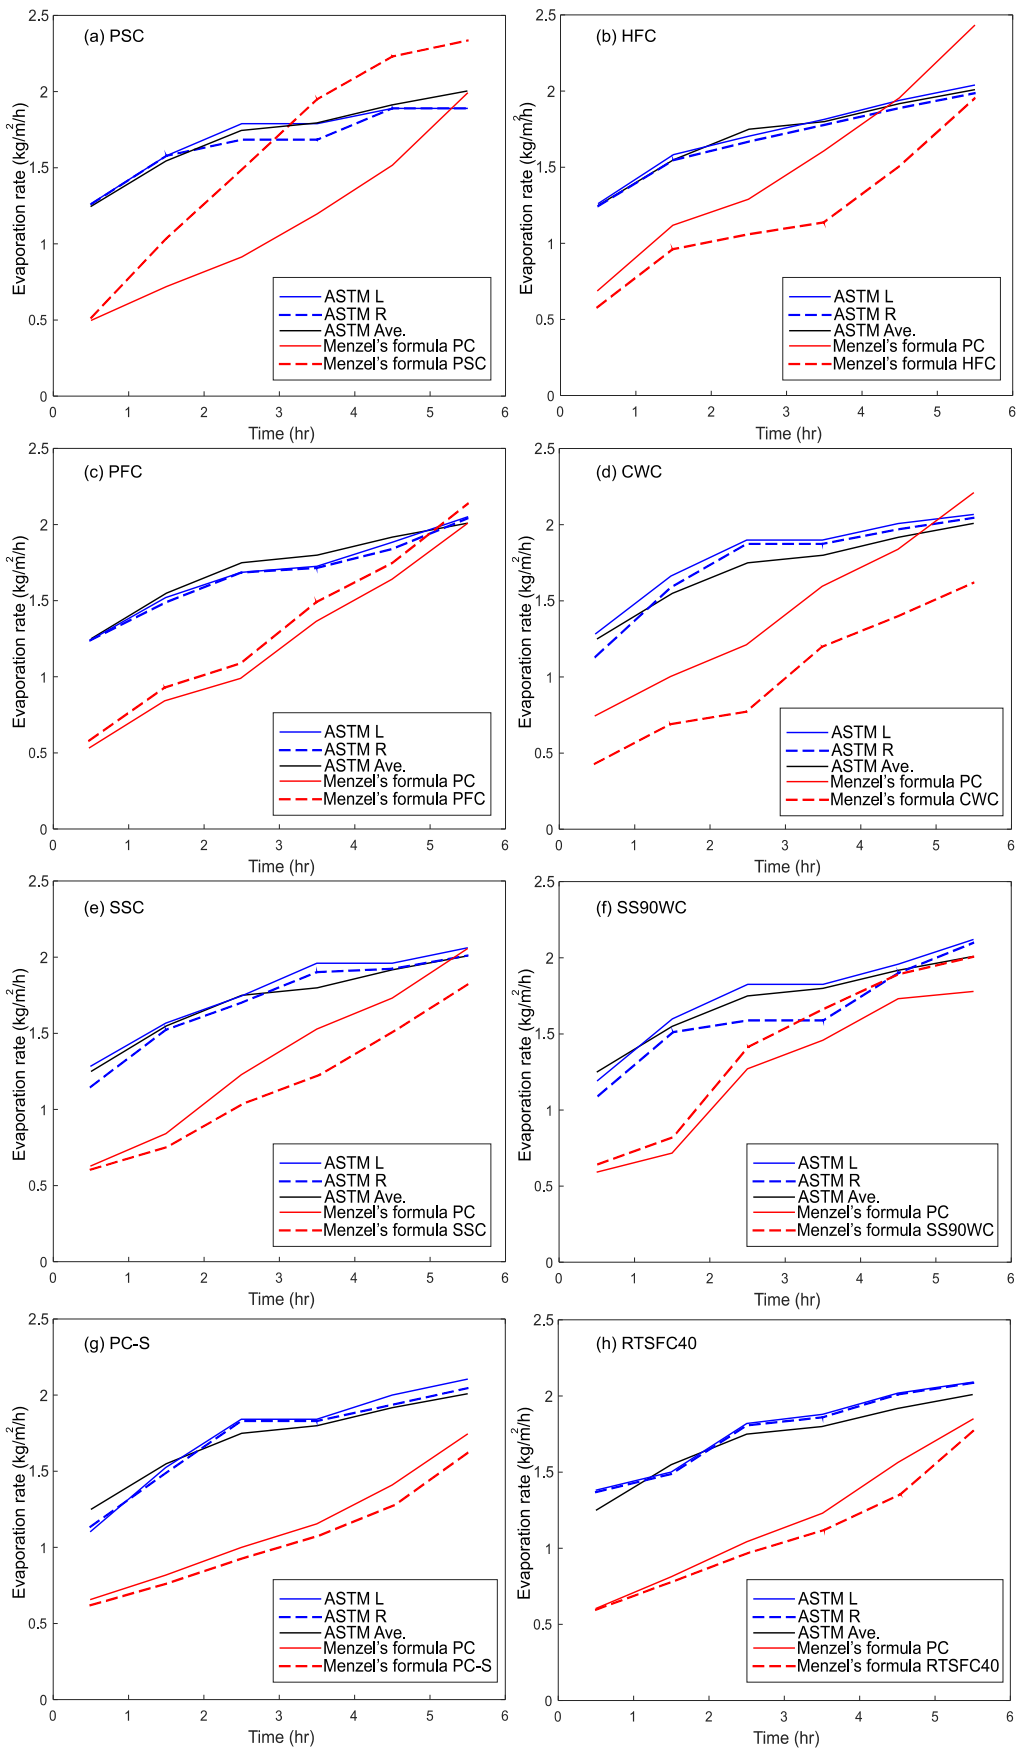 (a) PSC
Evaporation rate (kg/m²/h)
2.5
2
1.5
1
0.5
0
ASTM L
ASTM R
ASTM Ave.
Menzel's formula PC
Menzel's formula PSC
0 1 2 3 4 5 6
Time (hr)
(b) HFC
Evaporation rate (kg/m²/h)
2.5
2
1.5
1
0.5
0
ASTM L
ASTM R
ASTM Ave.
Menzel's formula PC
Menzel's formula HFC
0 1 2 3 4 5 6
Time (hr)
(c) PFC
Evaporation rate (kg/m²/h)
2.5
2
1.5
1
0.5
0
ASTM L
ASTM R
ASTM Ave.
Menzel's formula PC
Menzel's formula PFC
0 1 2 3 4 5 6
Time (hr)
(d) CWC
Evaporation rate (kg/m²/h)
2.5
2
1.5
1
0.5
0
ASTM L
ASTM R
ASTM Ave.
Menzel's formula PC
Menzel's formula CWC
0 1 2 3 4 5 6
Time (hr)
(e) SSC
Evaporation rate (kg/m²/h)
2.5
2
1.5
1
0.5
0
ASTM L
ASTM R
ASTM Ave.
Menzel's formula PC
Menzel's formula SSC
0 1 2 3 4 5 6
Time (hr)
(f) SS90WC
Evaporation rate (kg/m²/h)
2.5
2
1.5
1
0.5
0
ASTM L
ASTM R
ASTM Ave.
Menzel's formula PC
Menzel's formula SS90WC
0 1 2 3 4 5 6
Time (hr)
(g) PC-S
Evaporation rate (kg/m²/h)
2.5
2
1.5
1
0.5
0
ASTM L
ASTM R
ASTM Ave.
Menzel's formula PC
Menzel's formula PC-S
0 1 2 3 4 5 6
Time (hr)
(h) RTSFC40
Evaporation rate (kg/m²/h)
2.5
2
1.5
1
0.5
0
ASTM L
ASTM R
ASTM Ave.
Menzel's formula PC
Menzel's formula RTSFC40
0 1 2 3 4 5 6
Time (hr)